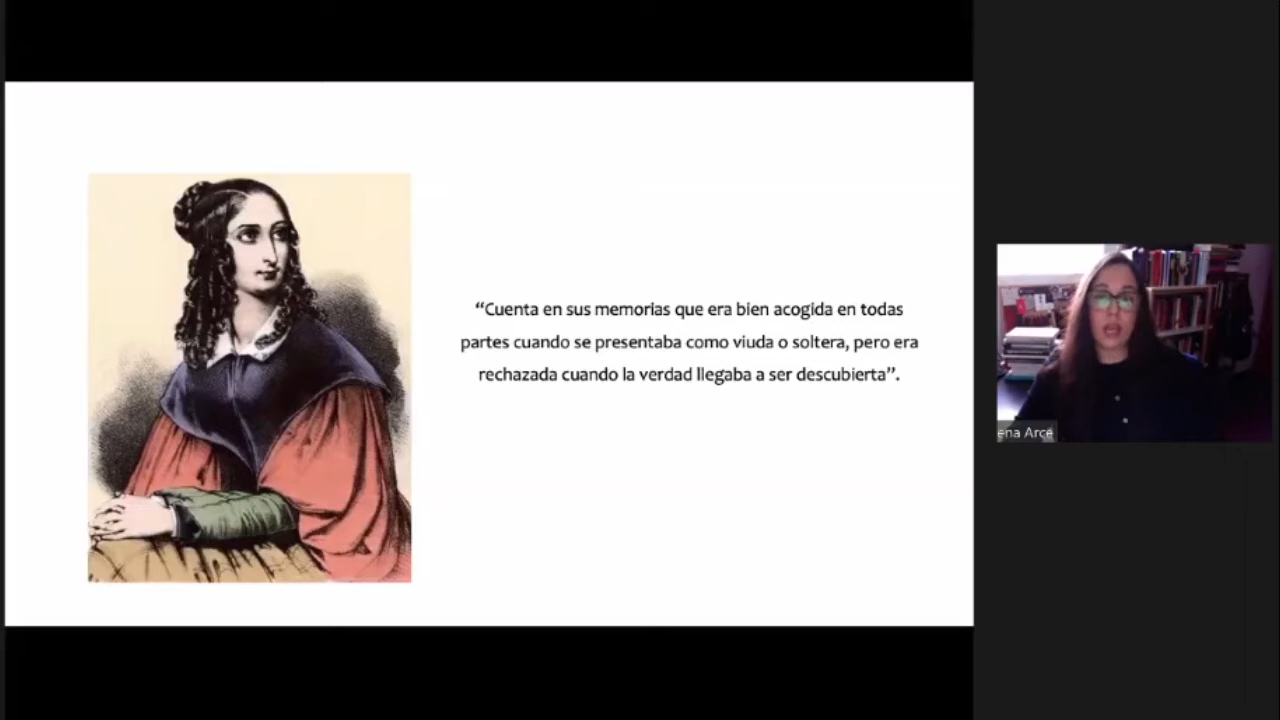 “Cuenta en sus memorias que era bien acogida en todas
partes cuando se presentaba como viuda o soltera, pero era
rechazada cuando la verdad llegaba a ser descubierta”.
ena Arce